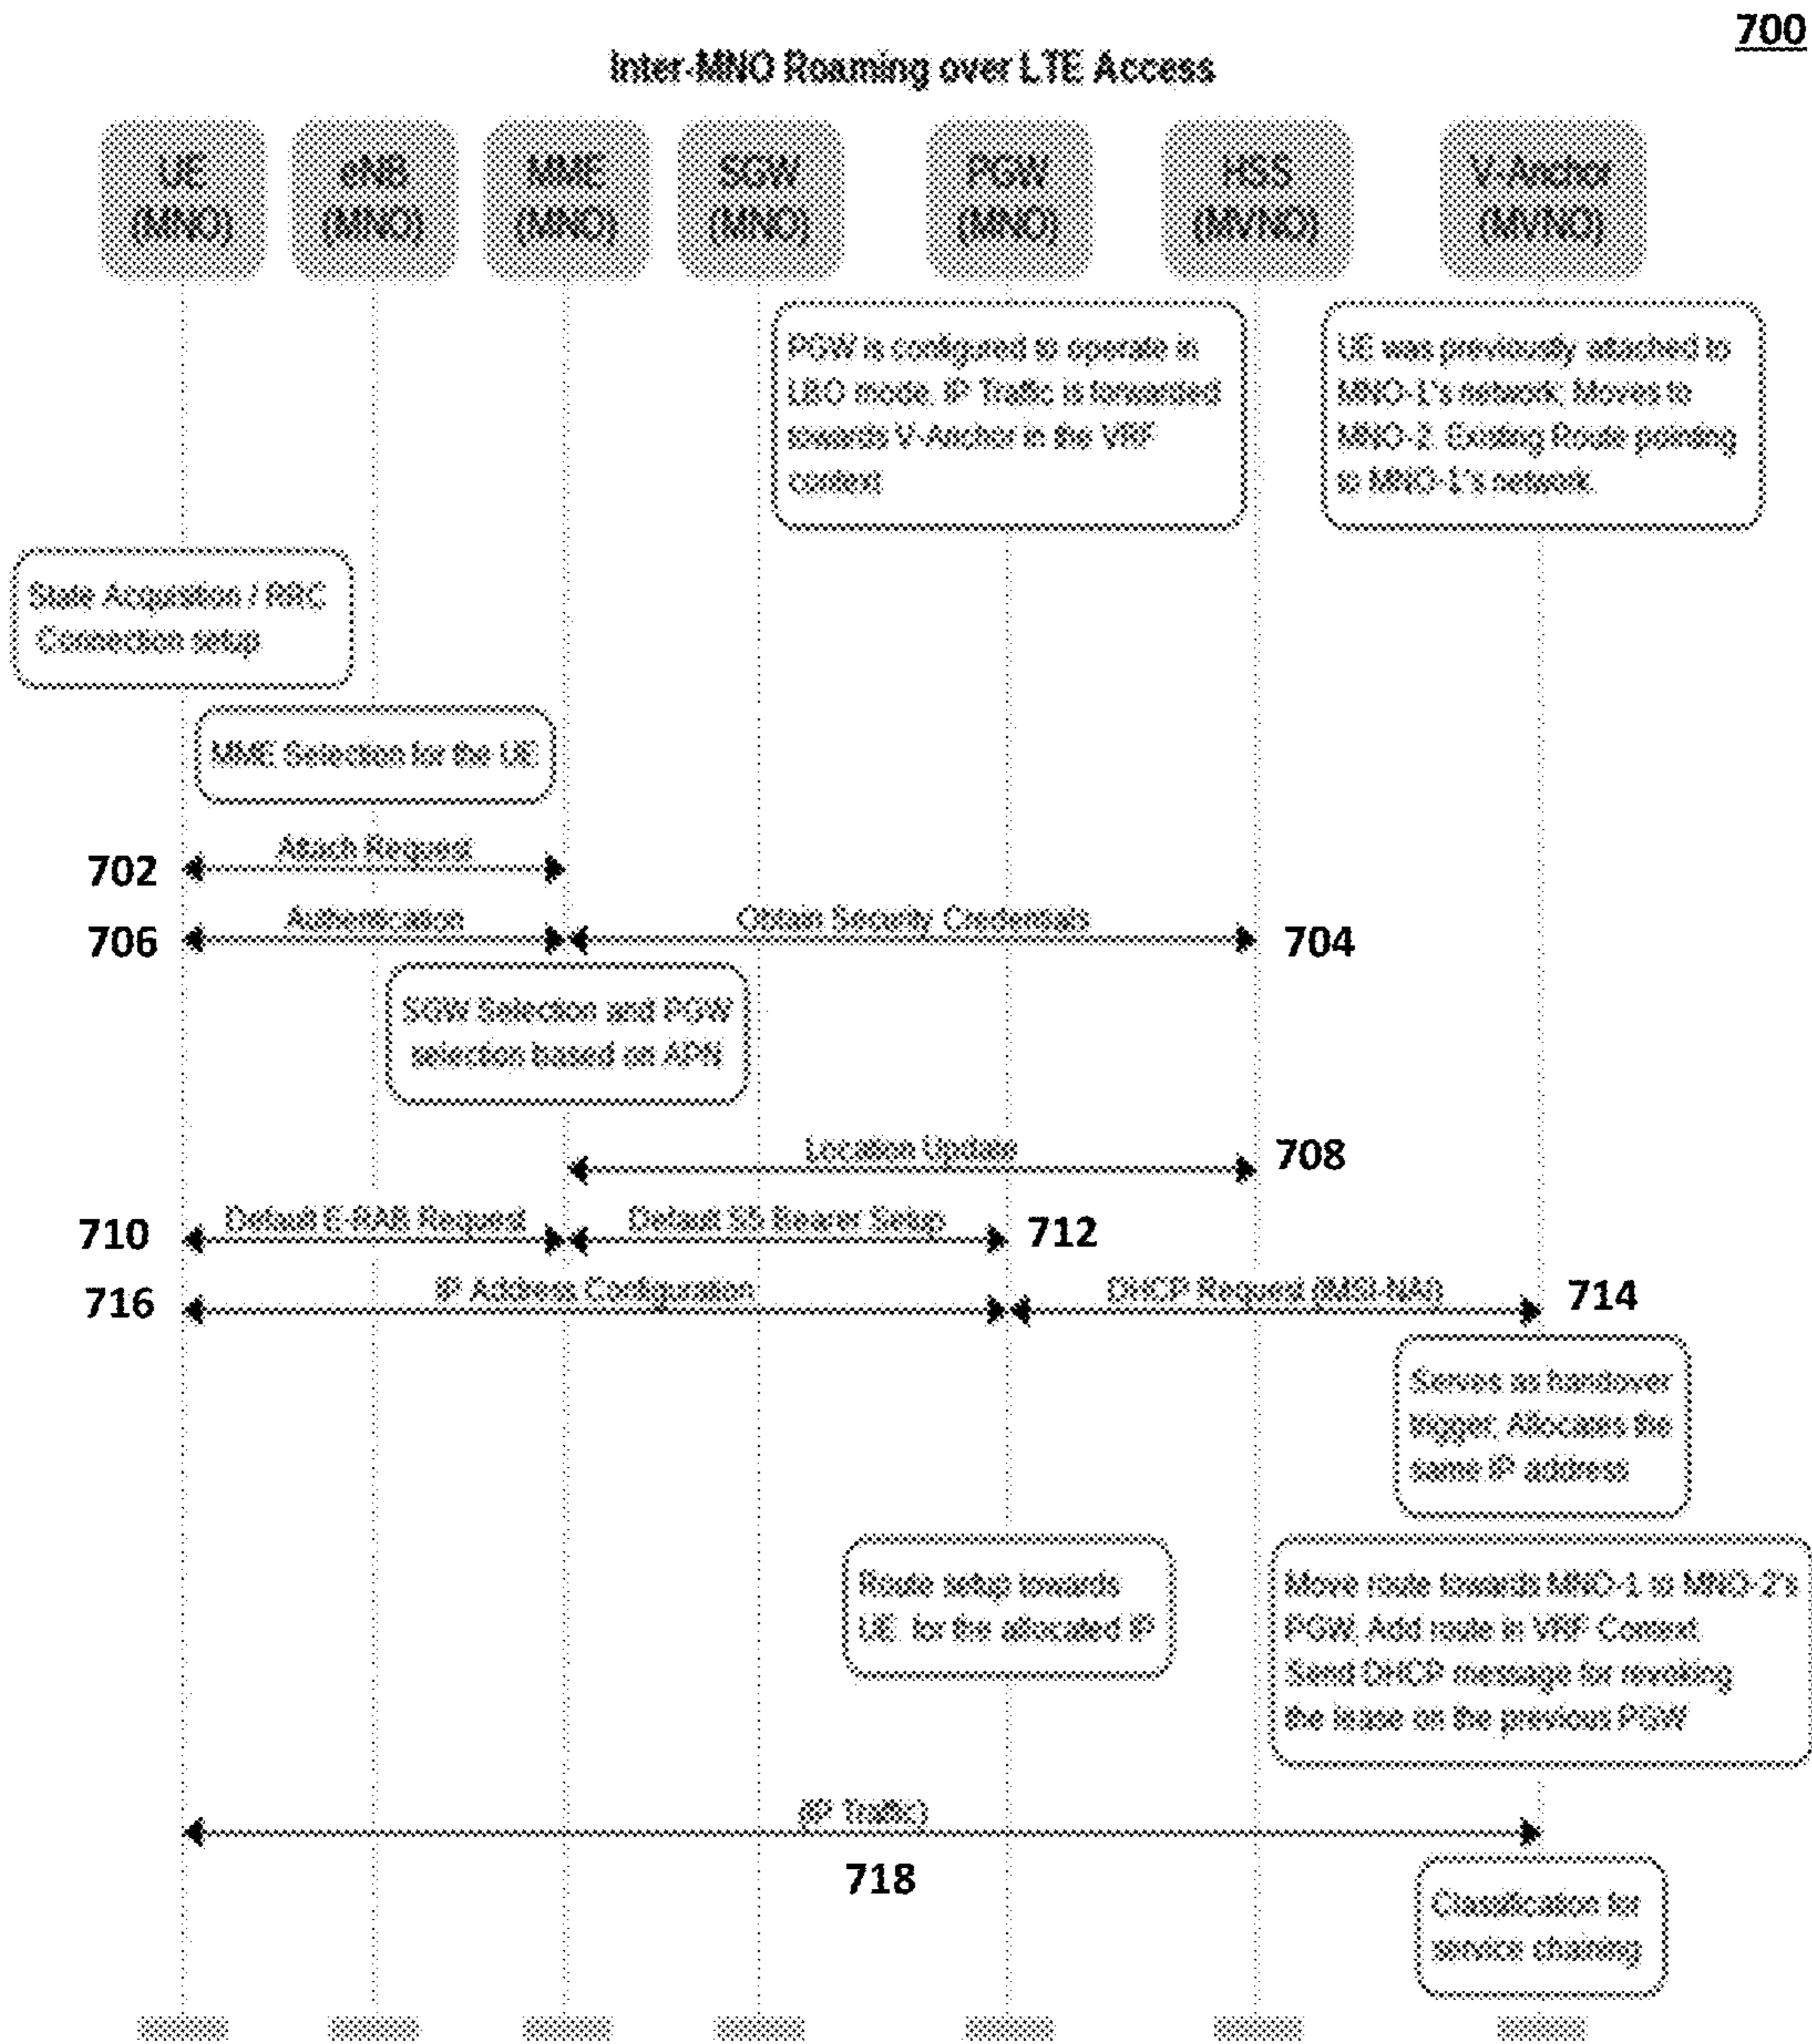 700
Inter-MNO Roaming over LTE Access
UE
(MNO)
eNB
(MNO)
MME
(MNO)
SGW
(MNO)
PGW
(MNO)
HSS
(MVNO)
V-Anchor
(MVNO)
PGW is configured to operate in
LBO mode. IP Traffic is forwarded
towards V-Anchor in the VRF
context
UE was previously attached to
MNO-1's network; Moves to
MNO-2. Existing Route pointing
to MNO-1's network.
State Acquisition / RRC
Connection setup
MME Selection for the UE
Attach Request
702
Authentication
Obtain Security Credentials
706
704
SGW Selection and PGW
selection based on APN
Location Update
708
Default E-RAB Request
Default S5 Bearer Setup
710
712
IP Address Configuration
DHCP Request (IMSI-NAI)
716
714
Serves as handover
trigger. Allocates the
same IP address
Route setup towards
UE for the allocated IP
Move route towards MNO-1 to MNO-2's
PGW. Add route in VRF Context.
Send DHCP message for revoking
the lease on the previous PGW
(IP Traffic)
718
Classification for
service chaining